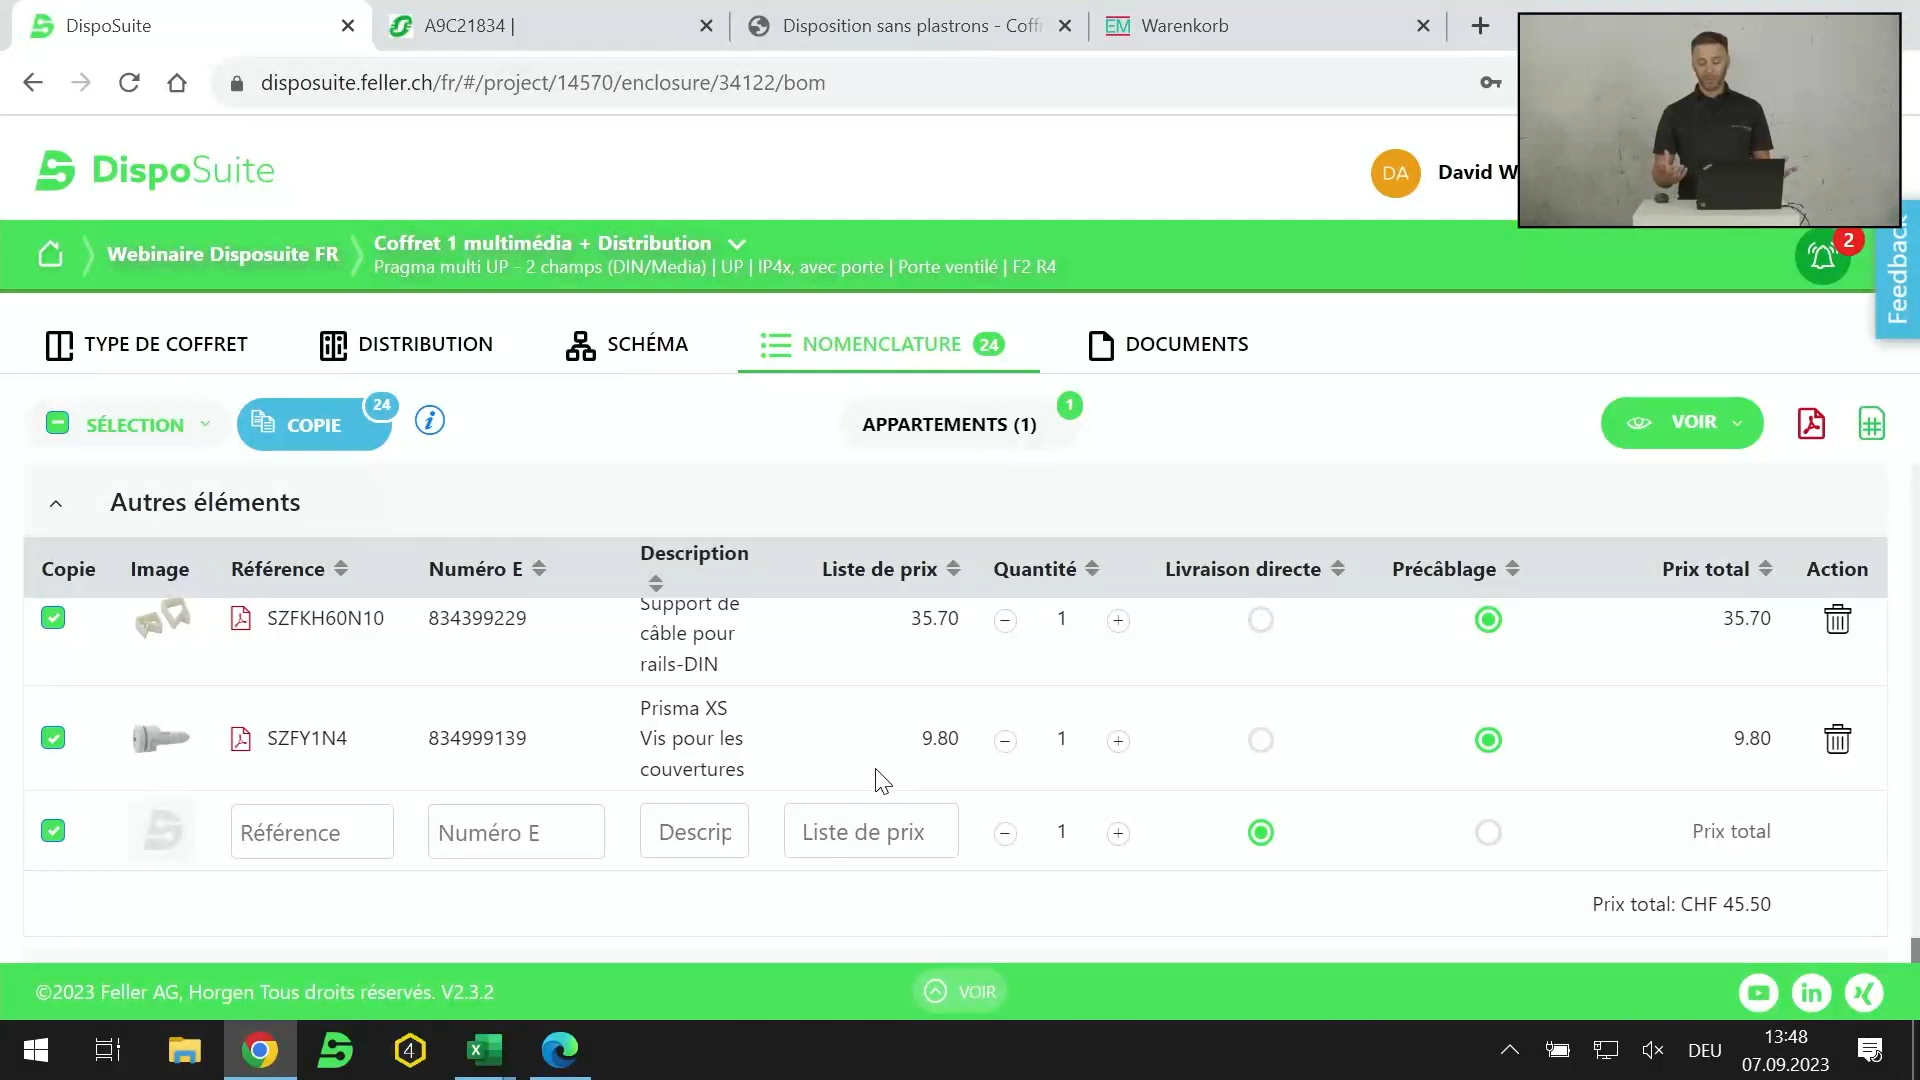 DispoSuite
A9C21834 |
Disposition sans plastrons - Coff
EM Warenkorb
disposuite.feller.ch/fr/#/project/14570/enclosure/34122/bom
DispoSuite
DA
David W
Webinaire Disposuite FR
Coffret 1 multimédia + Distribution
Pragma multi UP - 2 champs (DIN/Media) | UP | IP4x, avec porte | Porte ventilé | F2 R4
2
Feedback
TYPE DE COFFRET
DISTRIBUTION
SCHÉMA
NOMENCLATURE 24
DOCUMENTS
SÉLECTION
COPIE
24
APPARTEMENTS (1)
1
VOIR
Autres éléments
Copie
Image
Référence
Numéro E
Description
Liste de prix
Quantité
Livraison directe
Précâblage
Prix total
Action
SZFKH60N10
834399229
Support de
câble pour
rails-DIN
35.70
1
35.70
SZFY1N4
834999139
Prisma XS
Vis pour les
couvertures
9.80
1
9.80
Référence
Numéro E
Descrip
Liste de prix
1
Prix total
Prix total: CHF 45.50
©2023 Feller AG, Horgen Tous droits réservés. V2.3.2
VOIR
4
DEU
13:48
07.09.2023